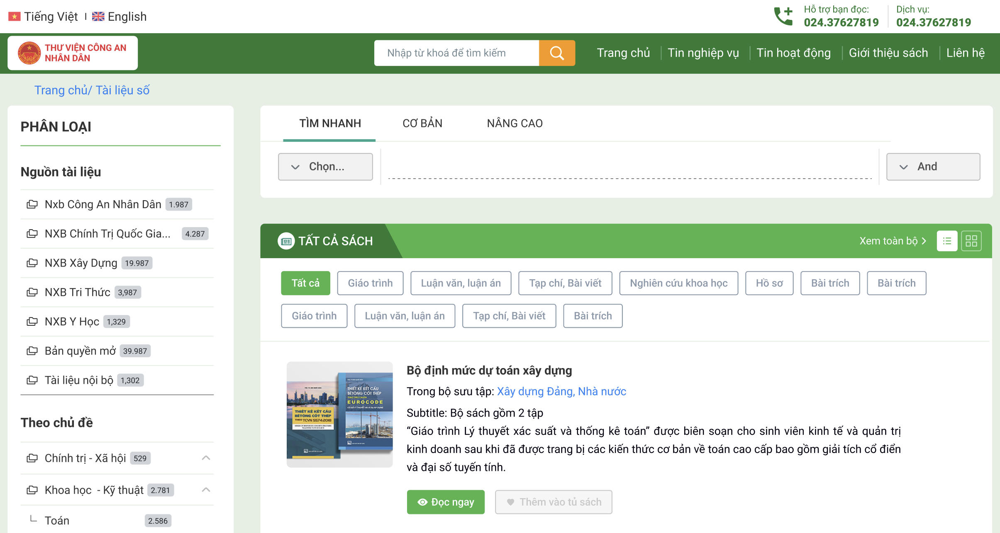 Tiếng Việt | English
Hỗ trợ bạn đọc:
024.37627819
Dịch vụ:
024.37627819
THƯ VIỆN CÔNG AN
NHÂN DÂN
Nhập từ khoá để tìm kiếm
Trang chủ
Tin nghiệp vụ
Tin hoạt động
Giới thiệu sách
Liên hệ
Trang chủ/ Tài liệu số
PHÂN LOẠI
Nguồn tài liệu
Nxb Công An Nhân Dân 1.987
NXB Chính Trị Quốc Gia... 4.287
NXB Xây Dựng 19.987
NXB Tri Thức 3,987
NXB Y Học 1,329
Bản quyền mở 39.987
Tài liệu nội bộ 1,302
Theo chủ đề
Chính trị - Xã hội 529
Khoa học - Kỹ thuật 2.781
Toán 2.586
TÌM NHANH CƠ BẢN NÂNG CAO
Chọn... And
TẤT CẢ SÁCH
Xem toàn bộ
Tất cả Giáo trình Luận văn, luận án Tạp chí, Bài viết Nghiên cứu khoa học Hồ sơ Bài trích Bài trích
Giáo trình Luận văn, luận án Tạp chí, Bài viết Bài trích
THIẾT KẾ KẾT CẤU
BÊTÔNG CỐT THÉP
THEO TIÊU CHUẨN
EUROCODE
CƠ SỞ LÝ THUYẾT VÀ VÍ DỤ ÁP DỤNG
THIẾT KẾ KẾT CẤU
BÊTÔNG CỐT THÉP
THEO TCVN 5574:2018
Bộ định mức dự toán xây dựng
Trong bộ sưu tập: Xây dựng Đảng, Nhà nước
Subtitle: Bộ sách gồm 2 tập
“Giáo trình Lý thuyết xác suất và thống kê toán” được biên soạn cho sinh viên kinh tế và quản trị
kinh doanh sau khi đã được trang bị các kiến thức cơ bản về toán cao cấp bao gồm giải tích cổ điển
và đại số tuyến tính.
Đọc ngay Thêm vào tủ sách